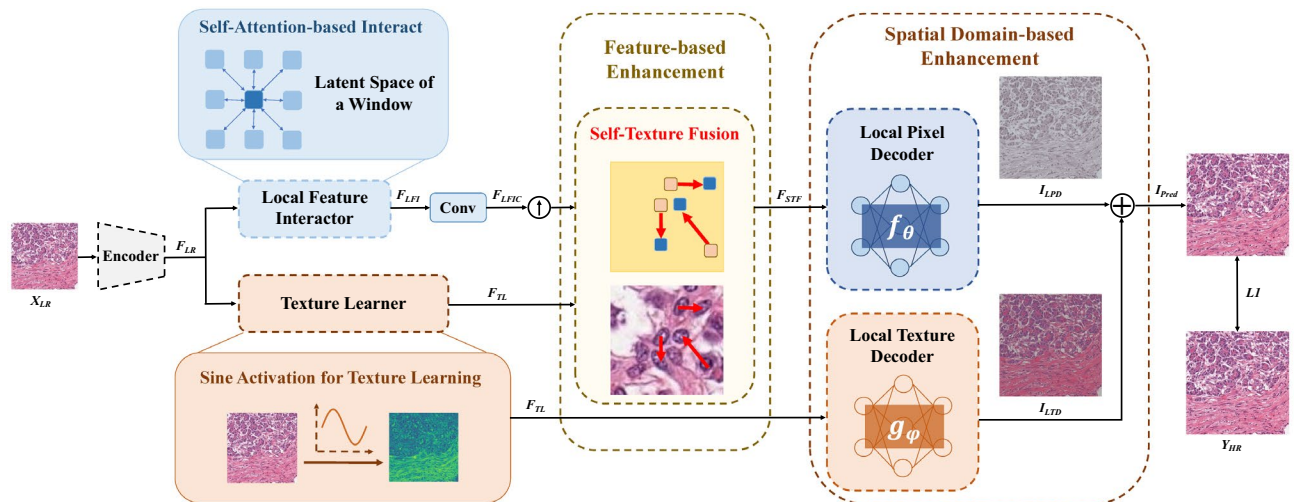 Self-Attention-based Interact
Latent Space of
a Window
Feature-based
Enhancement
Spatial Domain-based
Enhancement
Self-Texture Fusion
Local Pixel
Decoder
Local Feature
Interactor
F_LFI
Conv
F_LFIC
F_STF
f_θ
I_LPD
I_Pred
Encoder
F_LR
X_LR
Texture Learner
F_TL
L1
Local Texture
Decoder
Sine Activation for Texture Learning
F_TL
g_φ
I_LTD
Y_HR